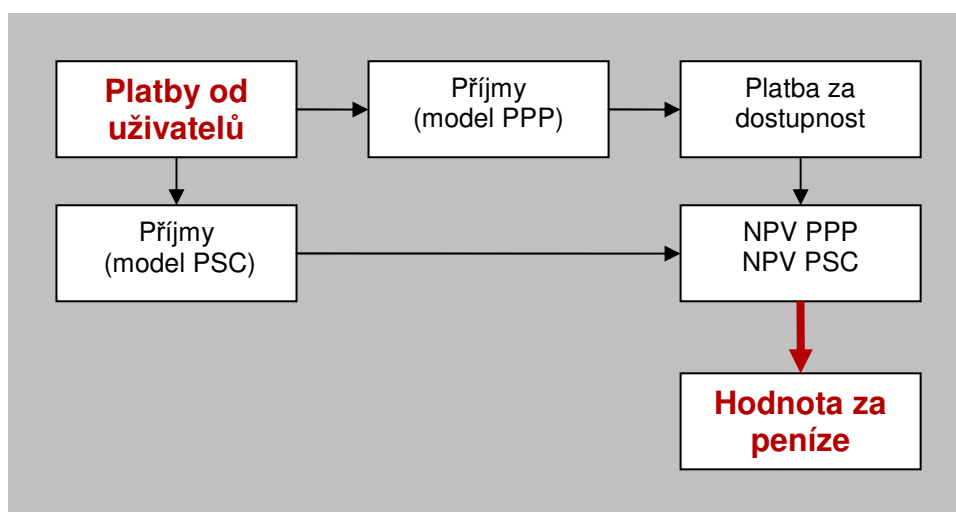 Platby od
uživatelů
Příjmy
(model PPP)
Platba za
dostupnost
Příjmy
(model PSC)
NPV PPP
NPV PSC
Hodnota za
peníze